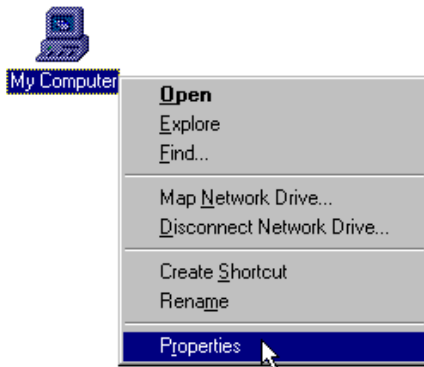 My Computer
Open
Explore
Find...
Map Network Drive...
Disconnect Network Drive...
Create Shortcut
Rename
Properties